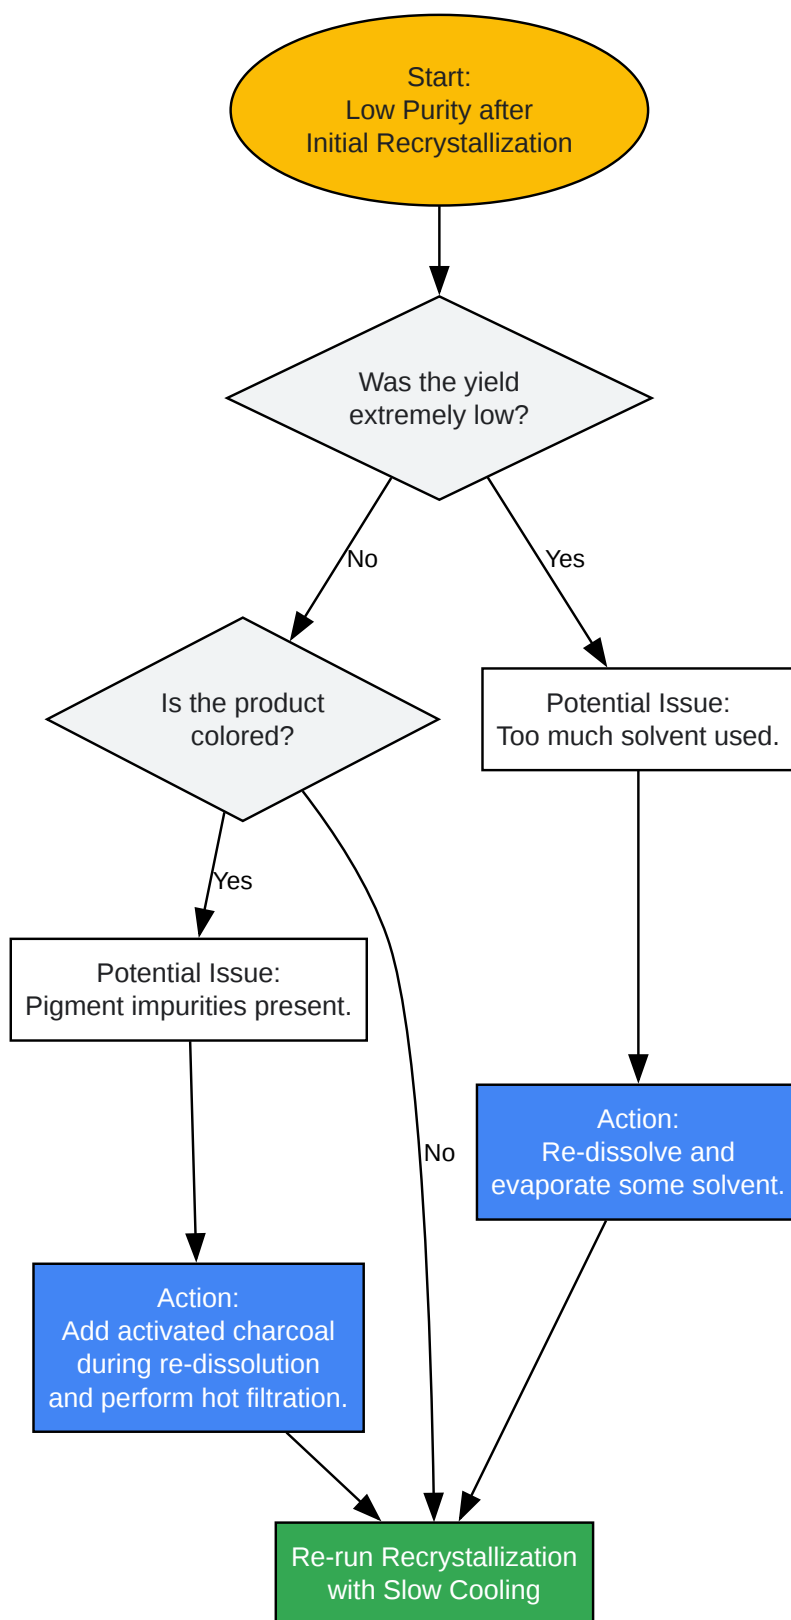 Start:
Low Purity after
Initial Recrystallization
Was the yield
extremely low?
No
Yes
Is the product
colored?
Potential Issue:
Too much solvent used.
Yes
Potential Issue:
Pigment impurities present.
No
Action:
Re-dissolve and
evaporate some solvent.
Action:
Add activated charcoal
during re-dissolution
and perform hot filtration.
Re-run Recrystallization
with Slow Cooling